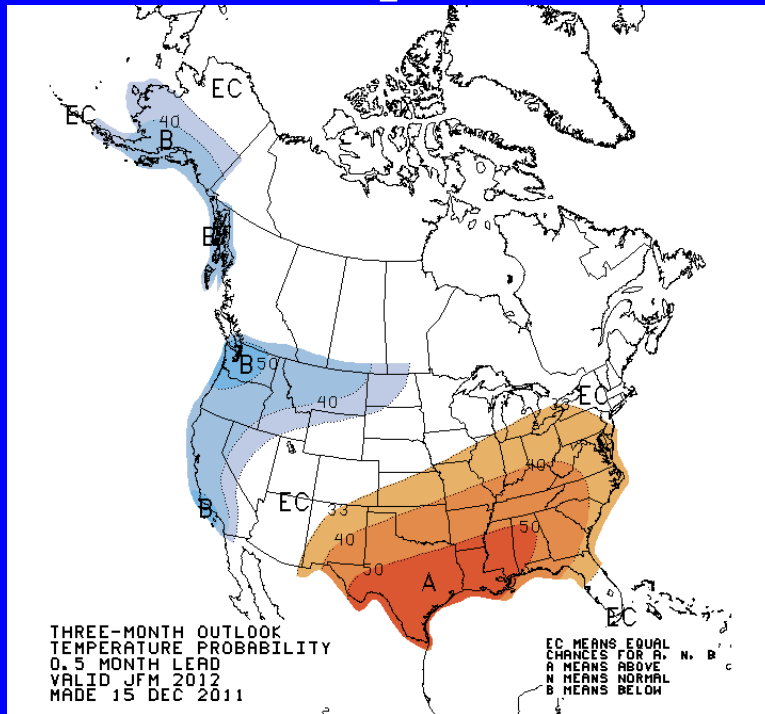 EC
EC
40
B
B
B
50
40
33
EC
40
B
EC
33
50
40
50
A
EC
THREE-MONTH OUTLOOK
TEMPERATURE PROBABILITY
0.5 MONTH LEAD
VALID JFM 2012
MADE 15 DEC 2011
EC MEANS EQUAL
CHANCES FOR A, N, B
A MEANS ABOVE
N MEANS NORMAL
B MEANS BELOW